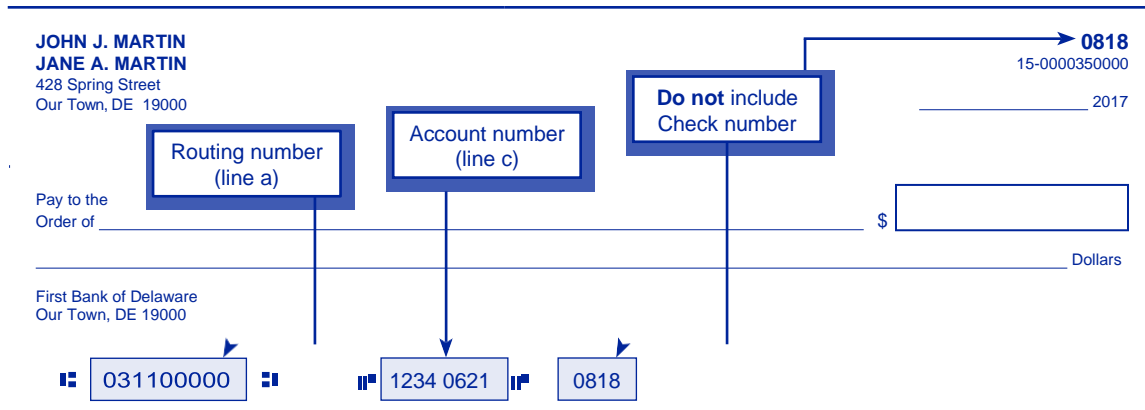 JOHN J. MARTIN
JANE A. MARTIN
428 Spring Street
Our Town, DE 19000
0818
15-0000350000
2017
Do not include
Check number
Account number
(line c)
Routing number
(line a)
Pay to the
Order of
$
Dollars
First Bank of Delaware
Our Town, DE 19000
⑆ 031100000 ⑆ ⑈ 1234 0621 ⑈ 0818